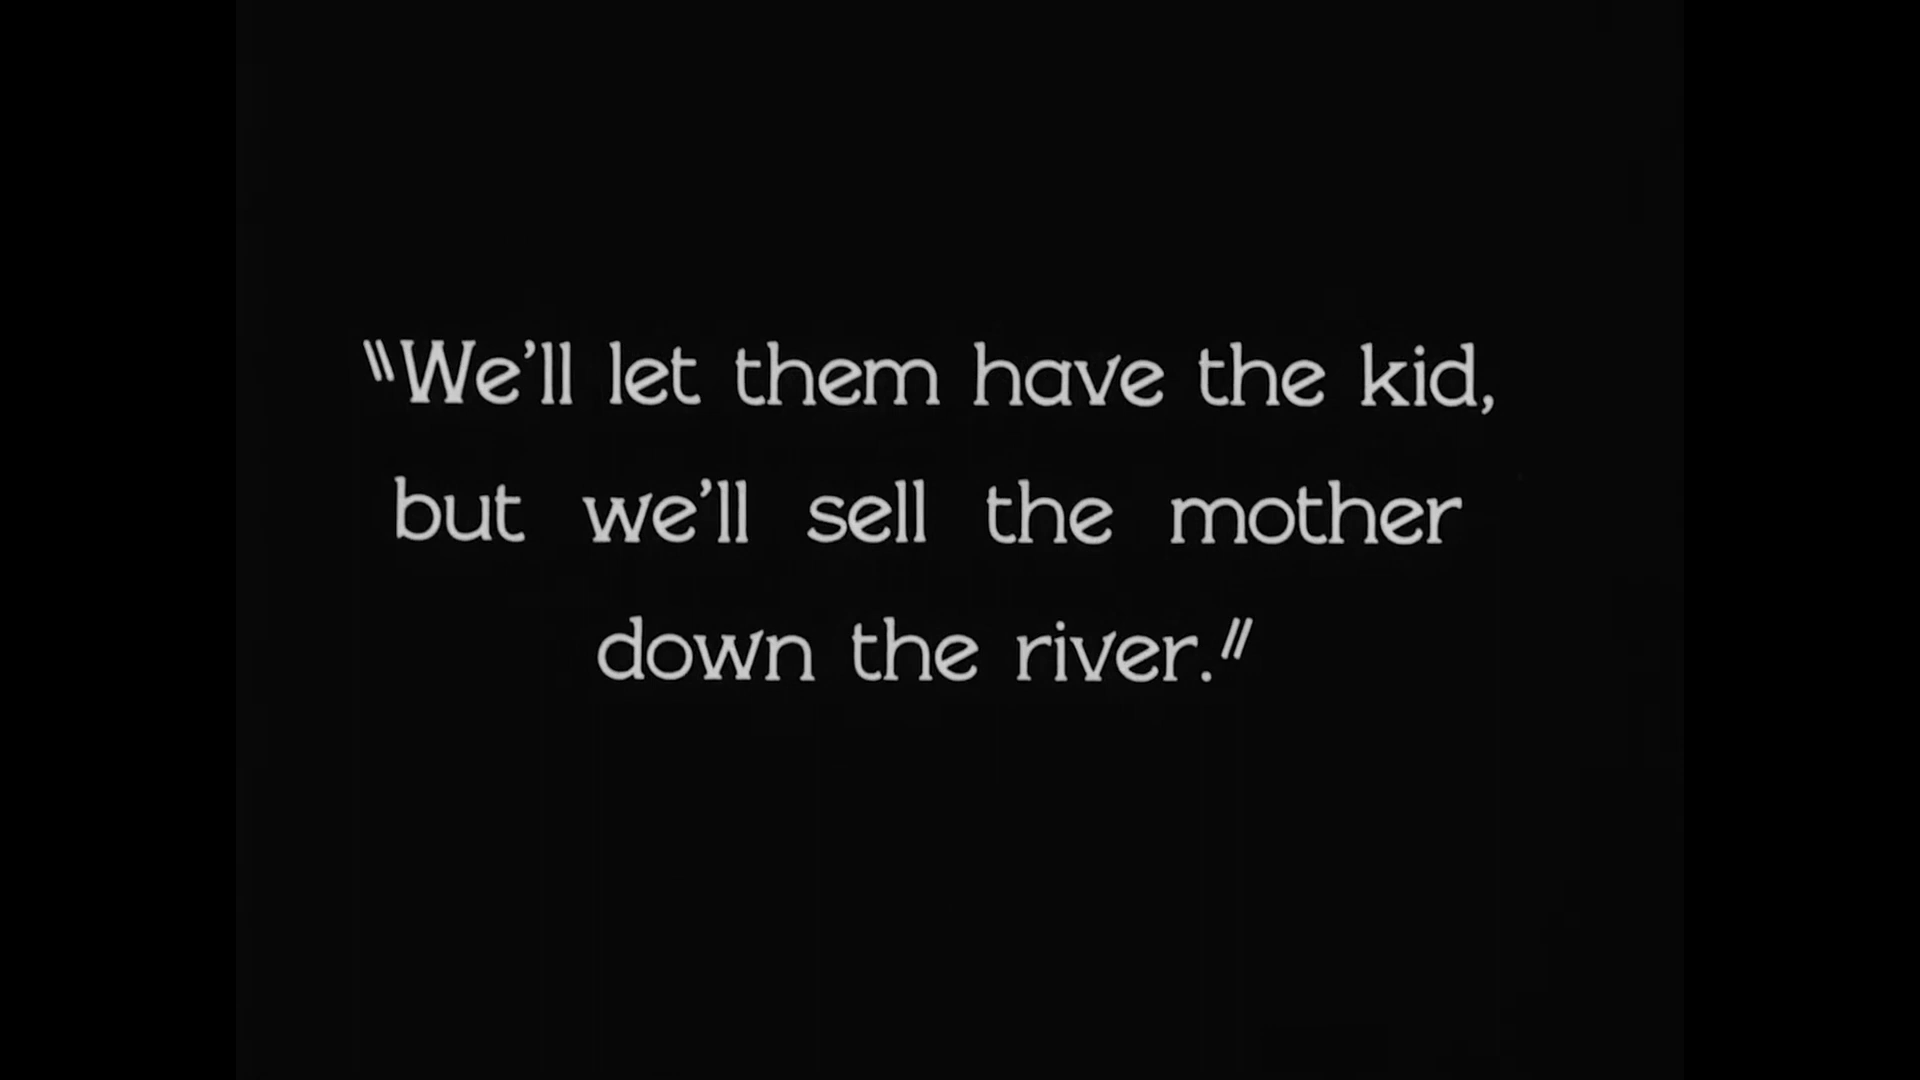 "We'll let them have the kid,
but we'll sell the mother
down the river."